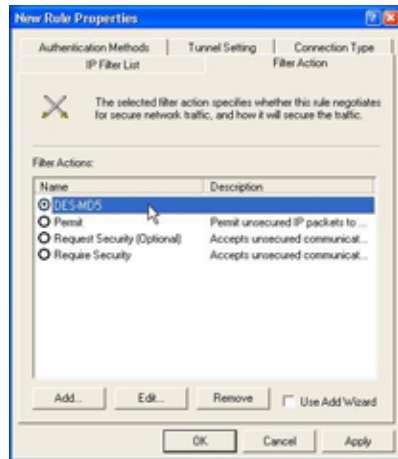 New Rule Properties
Authentication Methods Tunnel Setting Connection Type
IP Filter List Filter Action
The selected filter action specifies whether this rule negotiates
for secure network traffic, and how it will secure the traffic.
Filter Actions:
Name Description
DES-MD5
Permit Permit unsecured IP packets to ...
Request Security (Optional) Accepts unsecured communicat...
Require Security Accepts unsecured communicat...
Add... Edit... Remove Use Add Wizard
OK Cancel Apply